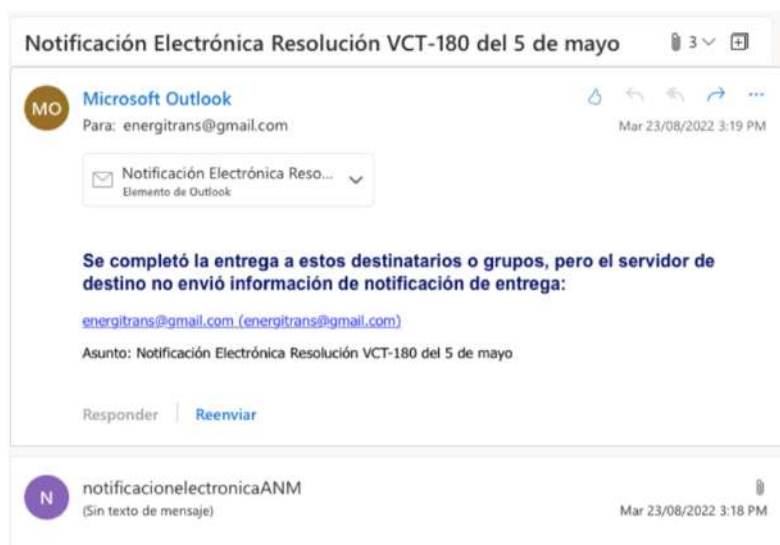 Notificación Electrónica Resolución VCT-180 del 5 de mayo
3
MO
Microsoft Outlook
Para: energitrans@gmail.com
Mar 23/08/2022 3:19 PM
Notificación Electrónica Reso...
Elemento de Outlook
Se completó la entrega a estos destinatarios o grupos, pero el servidor de
destino no envió información de notificación de entrega:
energitrans@gmail.com (energitrans@gmail.com)
Asunto: Notificación Electrónica Resolución VCT-180 del 5 de mayo
Responder
Reenviar
N
notificacionelectronicaANM
(Sin texto de mensaje)
Mar 23/08/2022 3:18 PM